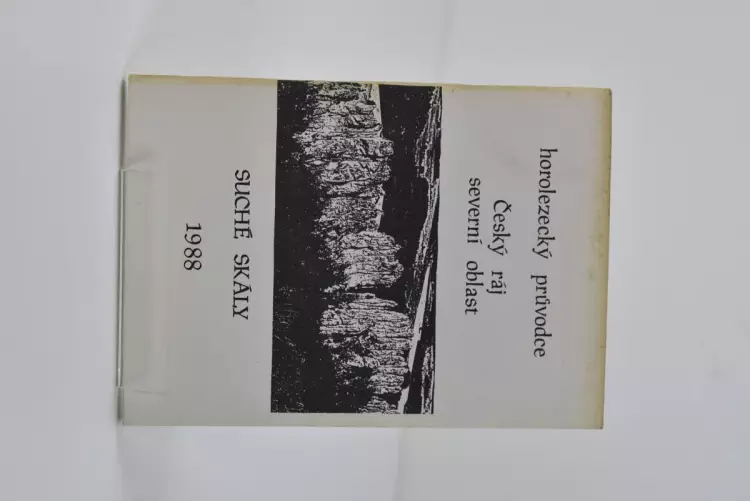 horolezecký průvodce
Český ráj
severní oblast
SUCHÉ SKÁLY
1988